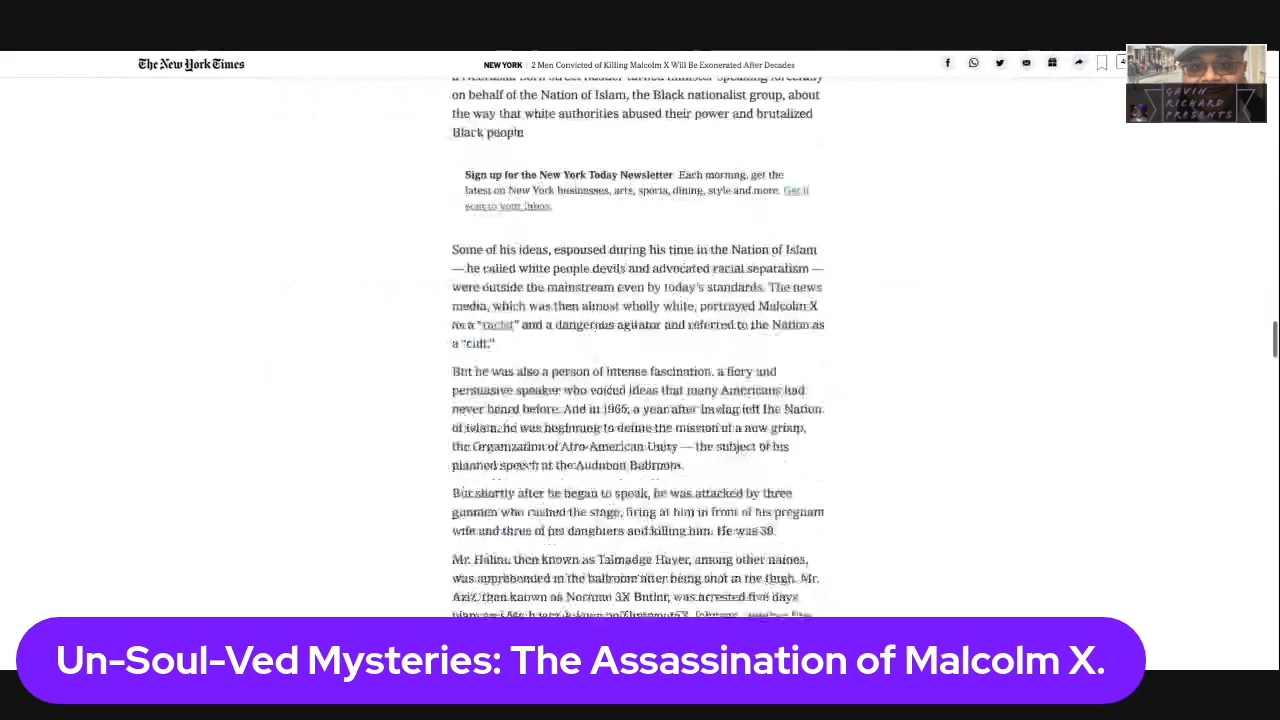 The New York Times
NEW YORK | 2 Men Convicted of Killing Malcolm X Will Be Exonerated After Decades
GAVIN
RICHARD
PRESENTS
a Nebraska-born street hustler turned minister speaking forcefully
on behalf of the Nation of Islam, the Black nationalist group, about
the way that white authorities abused their power and brutalized
Black people
Sign up for the New York Today Newsletter Each morning, get the
latest on New York businesses, arts, sports, dining, style and more. Get it
sent to your inbox.
Some of his ideas, espoused during his time in the Nation of Islam
— he called white people devils and advocated racial separatism —
were outside the mainstream even by today's standards. The news
media, which was then almost wholly white, portrayed Malcolm X
as a "racist" and a dangerous agitator and referred to the Nation as
a "cult."
But he was also a person of intense fascination, a fiery and
persuasive speaker who voiced ideas that many Americans had
never heard before. And in 1965, a year after having left the Nation
of Islam, he was beginning to define the mission of a new group,
the Organization of Afro-American Unity — the subject of his
planned speech at the Audubon Ballroom.
But shortly after he began to speak, he was attacked by three
gunmen who rushed the stage, firing at him in front of his pregnant
wife and three of his daughters and killing him. He was 39.
Mr. Halim, then known as Talmadge Hayer, among other names,
was apprehended in the ballroom after being shot in the thigh. Mr.
Aziz, then known as Norman 3X Butler, was arrested five days
Un-Soul-Ved Mysteries: The Assassination of Malcolm X.